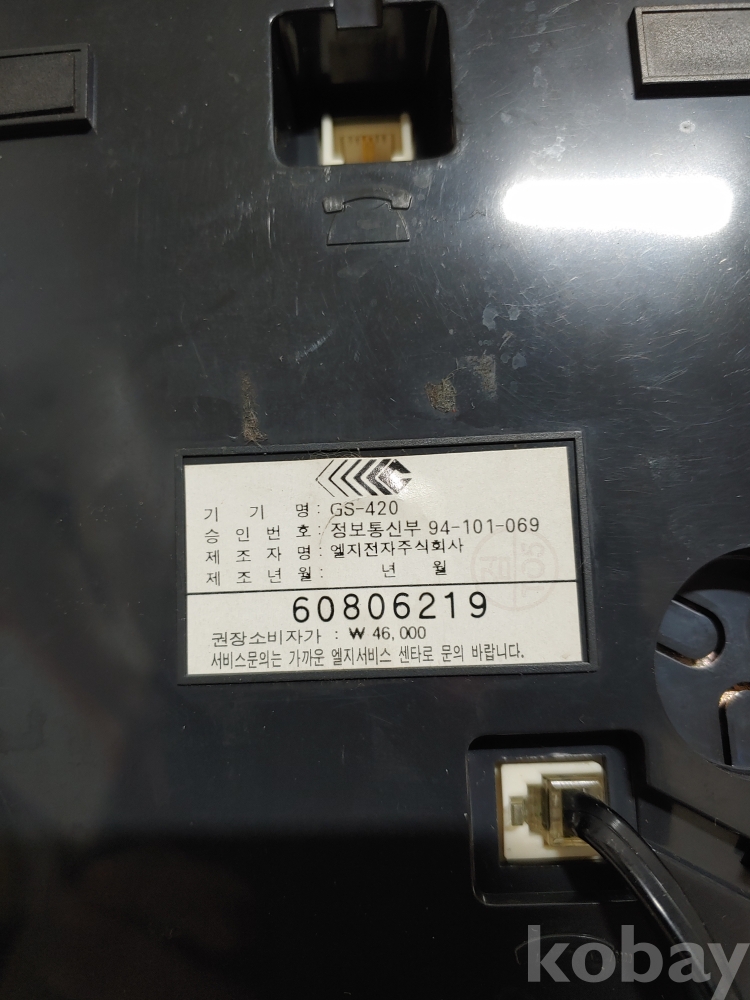 기 기 명 : GS-420
승 인 번 호 : 정보통신부 94-101-069
제 조 자 명 : 엘지전자주식회사
제 조 년 월 : 년 월
60806219
권장소비자가 : ₩ 46,000
서비스문의는 가까운 엘지서비스 센타로 문의 바랍니다.
kobay